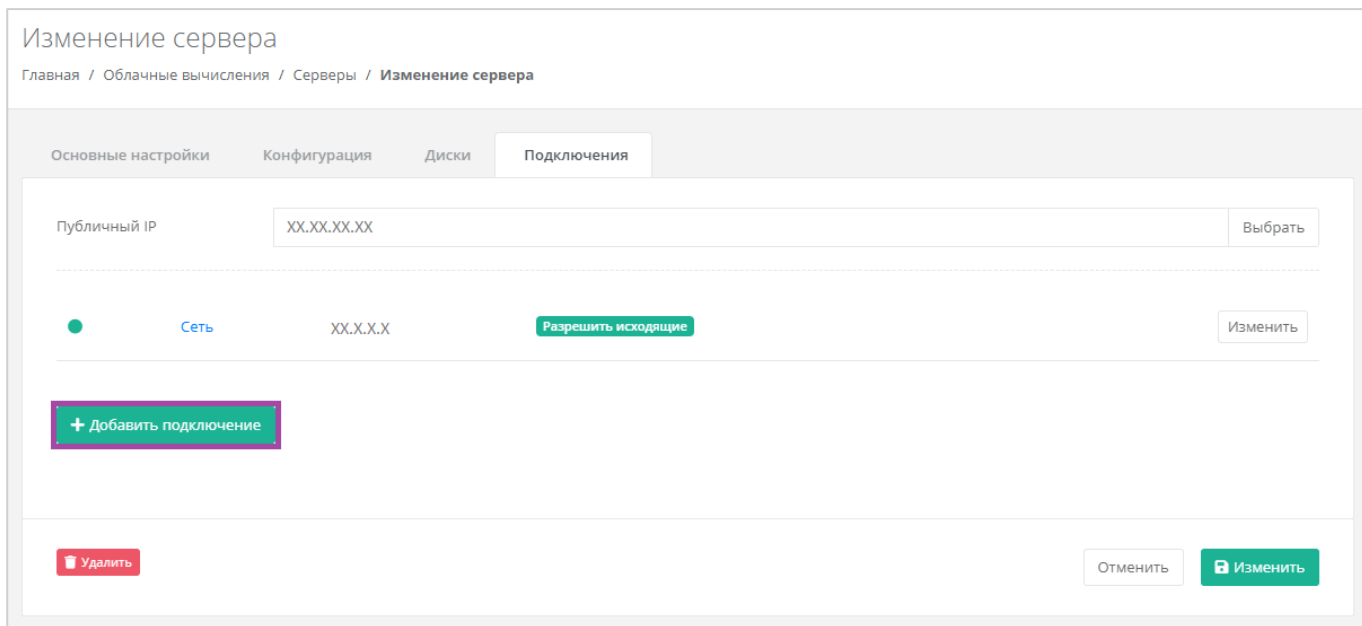 Изменение сервера
Главная / Облачные вычисления / Серверы / Изменение сервера
Основные настройки Конфигурация Диски Подключения
Публичный IP XX.XX.XX.XX Выбрать
Сеть XX.X.X.X Разрешить исходящие Изменить
+ Добавить подключение
Удалить Отменить Изменить